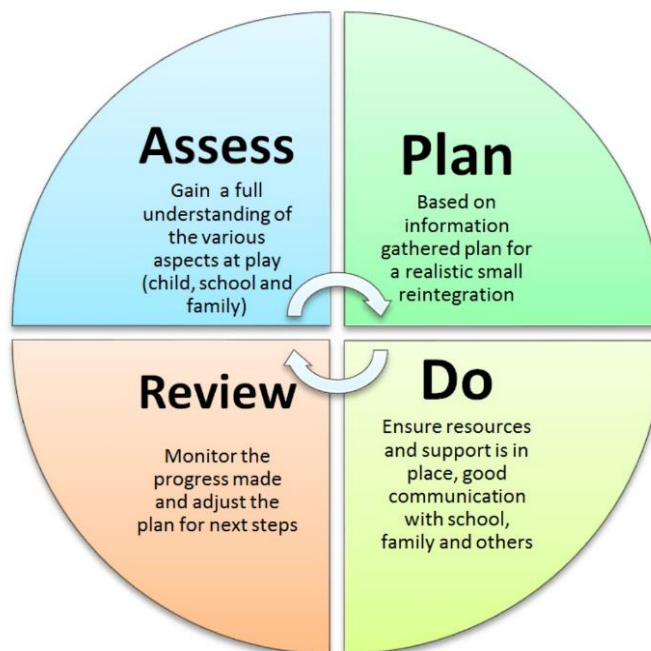 Assess
Gain a full
understanding of
the various
aspects at play
(child, school and
family)
Plan
Based on
information
gathered plan for
a realistic small
reintegration
Review
Monitor the
progress made
and adjust the
plan for next steps
Do
Ensure resources
and support is in
place, good
communication
with school,
family and others